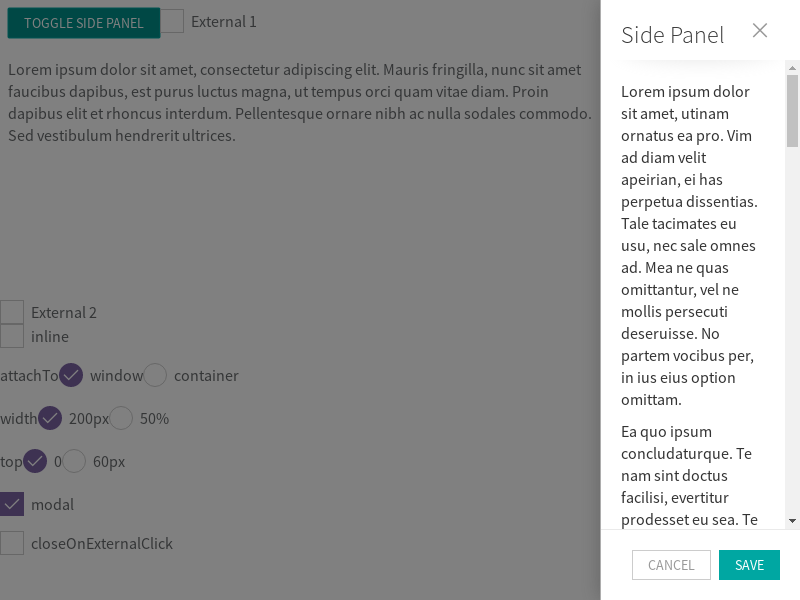 TOGGLE SIDE PANEL External 1
Lorem ipsum dolor sit amet, consectetur adipiscing elit. Mauris fringilla, nunc sit amet
faucibus dapibus, est purus luctus magna, ut tempus orci quam vitae diam. Proin
dapibus elit et rhoncus interdum. Pellentesque ornare nibh ac nulla sodales commodo.
Sed vestibulum hendrerit ultrices.
External 2
inline
attachTo window container
width 200px 50%
top 0 60px
modal
closeOnExternalClick
Side Panel
Lorem ipsum dolor
sit amet, utinam
ornatus ea pro. Vim
ad diam velit
apeirian, ei has
perpetua dissentias.
Tale tacimates eu
usu, nec sale omnes
ad. Mea ne quas
omittantur, vel ne
mollis persecuti
deseruisse. No
partem vocibus per,
in ius eius option
omittam.
Ea quo ipsum
concludaturque. Te
nam sint doctus
facilisi, evertitur
prodesset eu sea. Te
CANCEL SAVE